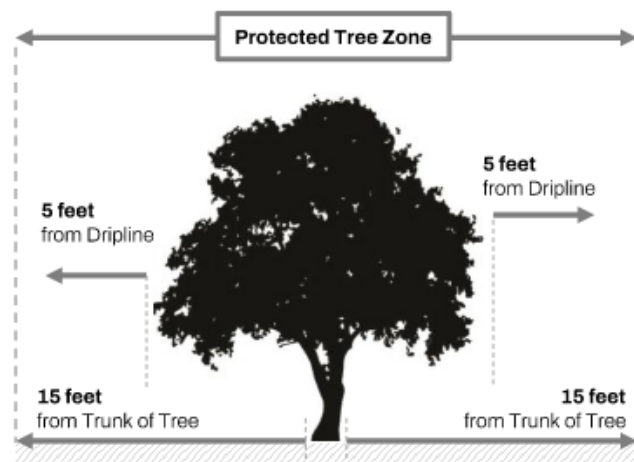 Protected Tree Zone
5 feet
from Dripline
5 feet
from Dripline
15 feet
from Trunk of Tree
15 feet
from Trunk of Tree